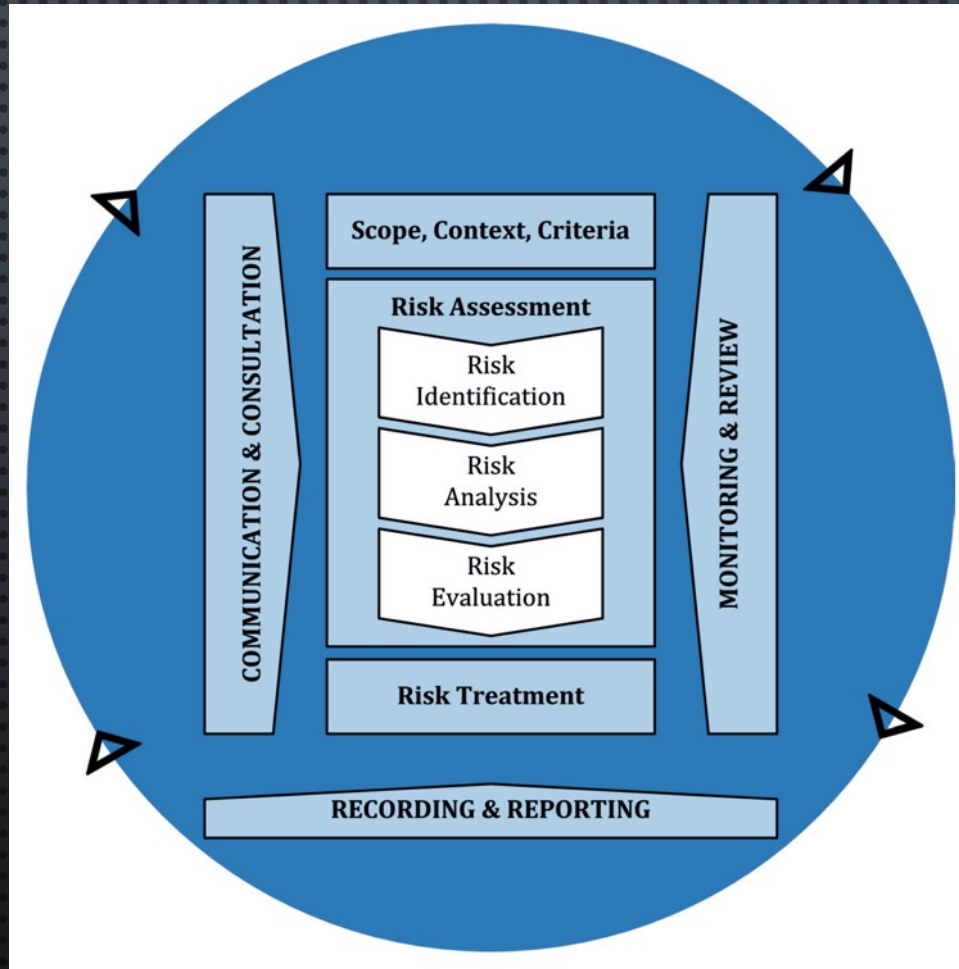 Scope, Context, Criteria
Risk Assessment
Risk
Identification
Risk
Analysis
Risk
Evaluation
Risk Treatment
COMMUNICATION & CONSULTATION
MONITORING & REVIEW
RECORDING & REPORTING